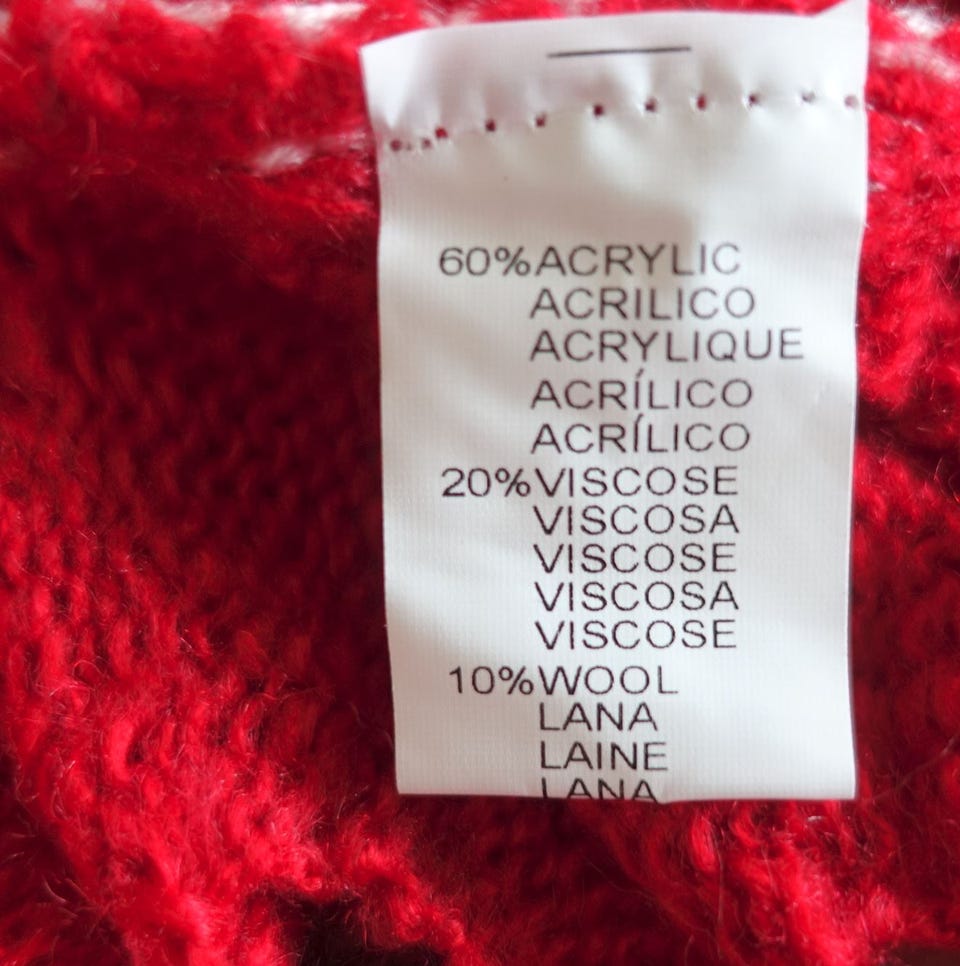 60% ACRYLIC
ACRILICO
ACRYLIQUE
ACRÍLICO
ACRÍLICO
20% VISCOSE
VISCOSA
VISCOSE
VISCOSA
VISCOSE
10% WOOL
LANA
LAINE
LANA